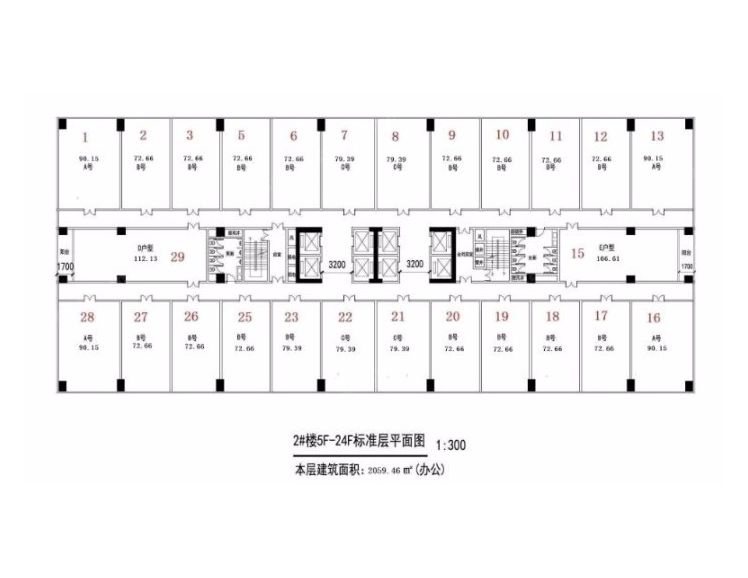 1 2 3 5 6 7 8 9 10 11 12 13
90.15 72.66 72.66 72.66 72.66 79.39 79.39 72.66 72.66 72.66 72.66 90.15
A号 B号 B号 B号 B号 C号 C号 B号 B号 B号 B号 A号
阳台 D户型 29 15 E户型 阳台
1700 112.13 3200 3200 106.61 1700
28 27 26 25 23 22 21 20 19 18 17 16
A号 B号 B号 B号 B号 C号 C号 B号 B号 B号 B号 A号
90.15 72.66 72.66 72.66 79.39 79.39 79.39 72.66 72.66 72.66 72.66 90.15
2#楼5F-24F标准层平面图 1:300
本层建筑面积: 2059.46 ㎡(办公)